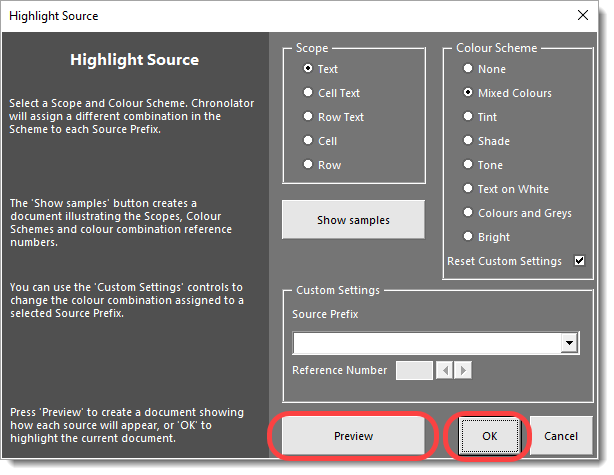 Highlight Source
Highlight Source
Select a Scope and Colour Scheme. Chronolator
will assign a different combination in the
Scheme to each Source Prefix.
The 'Show samples' button creates a
document illustrating the Scopes, Colour
Schemes and colour combination reference
numbers.
You can use the 'Custom Settings' controls to
change the colour combination assigned to a
selected Source Prefix.
Press 'Preview' to create a document showing
how each source will appear, or 'OK' to
highlight the current document.
Scope
Text
Cell Text
Row Text
Cell
Row
Show samples
Colour Scheme
None
Mixed Colours
Tint
Shade
Tone
Text on White
Colours and Greys
Bright
Reset Custom Settings
Custom Settings
Source Prefix
Reference Number
Preview
OK
Cancel